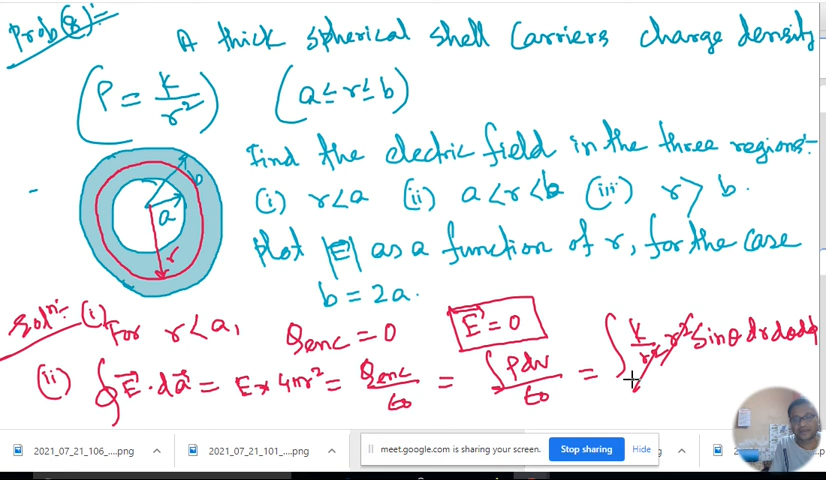 Prob(8):- A thick spherical shell carriers charge density
(ρ = k/r²) (a ≤ r ≤ b)
Find the electric field in the three regions:-
(i) r<a (ii) a<r<b (iii) r>b.
Plot |E⃗| as a function of r, for the case
b = 2a.
b
a
r
Solⁿ:- (i) For r<a, Qenc = 0 E⃗ = 0
(ii) ∮E⃗·da⃗ = E × 4πr² = Qenc/ε₀ = ∫ρdv/ε₀ = ∫ k/r² r² sinθ dr dθ dφ
2021_07_21_106_....png
2021_07_21_101_....png
meet.google.com is sharing your screen.
Stop sharing
Hide
ng
2021_07_21_098_....p